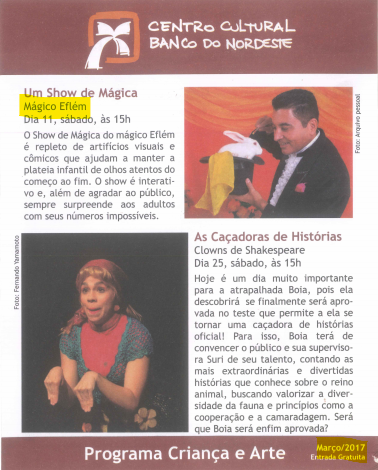 CENTRO CULTURAL
BANCO DO NORDESTE
Um Show de Mágica
Mágico Eflém
Dia 11, sábado, às 15h
O Show de Mágica do mágico Eflém
é repleto de artifícios visuais e
cômicos que ajudam a manter a
plateia infantil de olhos atentos do
começo ao fim. O show é interati-
vo e, além de agradar ao público,
sempre surpreende aos adultos
com seus números impossíveis.
Foto: Arquivo pessoal
Foto: Fernando Yamamoto
As Caçadoras de Histórias
Clowns de Shakespeare
Dia 25, sábado, às 15h
Hoje é um dia muito importante
para a atrapalhada Boia, pois ela
descobrirá se finalmente será apro-
vada no teste que permite a ela se
tornar uma caçadora de histórias
oficial! Para isso, Boia terá de
convencer o público e sua superviso-
ra Suri de seu talento, contando as
mais extraordinárias e divertidas
histórias que conhece sobre o reino
animal, buscando valorizar a diver-
sidade da fauna e princípios como a
cooperação e a camaradagem. Será
que Boia será enfim aprovada?
Programa Criança e Arte
Março/2017
Entrada Gratuita